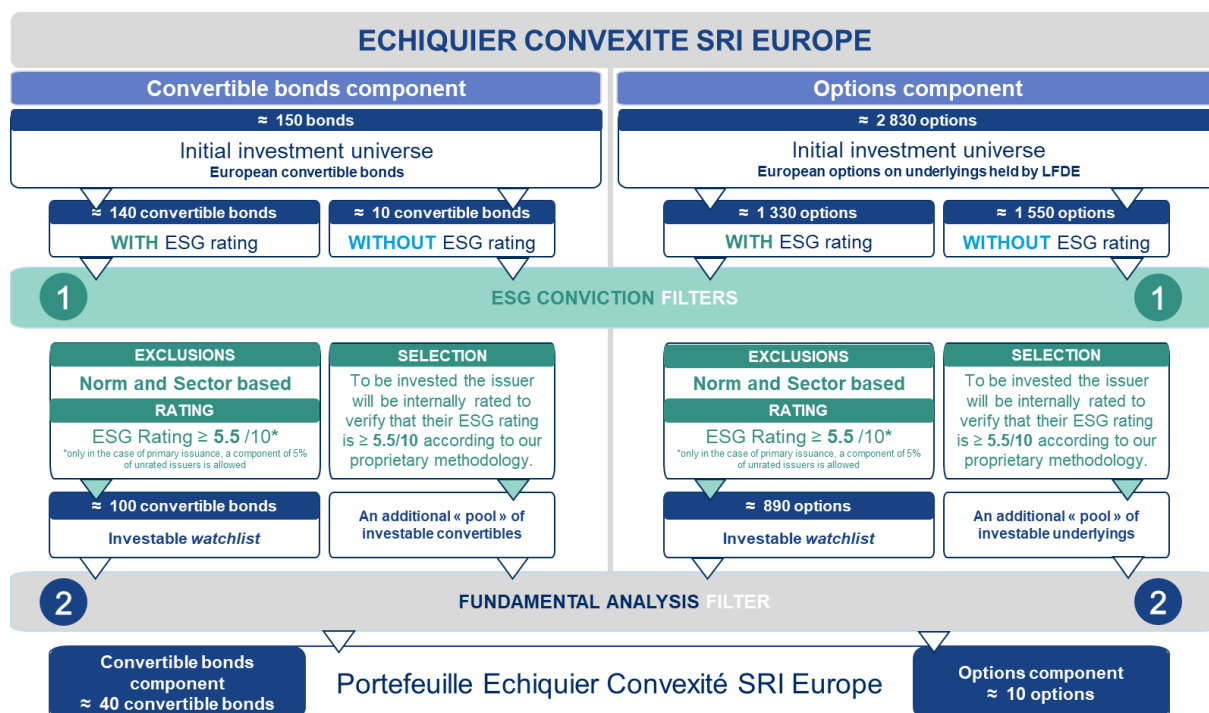 ECHIQUIER CONVEXITE SRI EUROPE
Convertible bonds component
≈ 150 bonds
Initial investment universe
European convertible bonds
≈ 140 convertible bonds
WITH ESG rating
≈ 10 convertible bonds
WITHOUT ESG rating
Options component
≈ 2 830 options
Initial investment universe
European options on underlyings held by LFDE
≈ 1 330 options
WITH ESG rating
≈ 1 550 options
WITHOUT ESG rating
1
ESG CONVICTION FILTERS
1
EXCLUSIONS
Norm and Sector based
RATING
ESG Rating ≥ 5.5 /10*
*only in the case of primary issuance, a component of 5%
of unrated issuers is allowed
≈ 100 convertible bonds
Investable watchlist
SELECTION
To be invested the issuer
will be internally rated to
verify that their ESG rating
is ≥ 5.5/10 according to our
proprietary methodology.
An additional « pool » of
investable convertibles
EXCLUSIONS
Norm and Sector based
RATING
ESG Rating ≥ 5.5 /10*
*only in the case of primary issuance, a component of 5%
of unrated issuers is allowed
≈ 890 options
Investable watchlist
SELECTION
To be invested the issuer
will be internally rated to
verify that their ESG rating
is ≥ 5.5/10 according to our
proprietary methodology.
An additional « pool » of
investable underlyings
2
FUNDAMENTAL ANALYSIS FILTER
2
Convertible bonds
component
≈ 40 convertible bonds
Portefeuille Echiquier Convexité SRI Europe
Options component
≈ 10 options